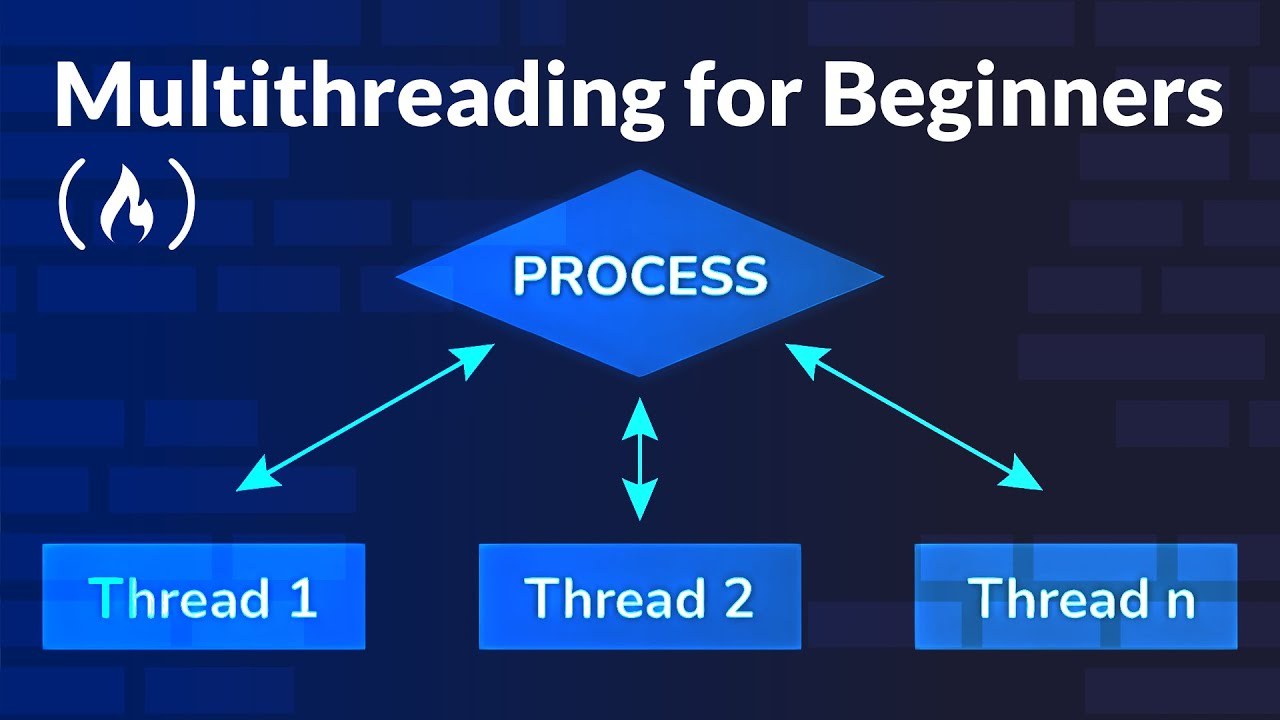 Multithreading for Beginners
PROCESS
Thread 1
Thread 2
Thread n